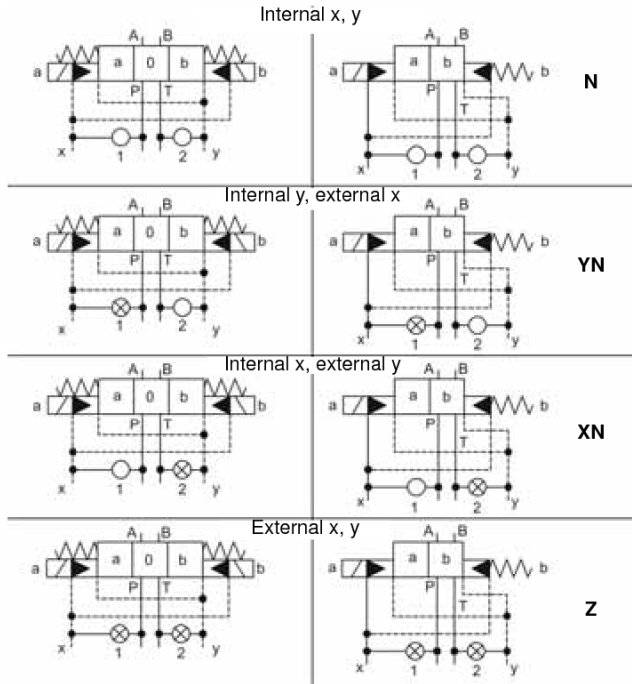 Internal x, y
A B A B
a a 0 b b a a b b N
P T P T
x 1 2 y x 1 2 y
Internal y, external x
A B A B
a a 0 b b a a b b YN
P T P T
x 1 2 y x 1 2 y
Internal x, external y
A B A B
a a 0 b b a a b b XN
P T P T
x 1 2 y x 1 2 y
External x, y
A B A B
a a 0 b b a a b b Z
P T P T
x 1 2 y x 1 2 y